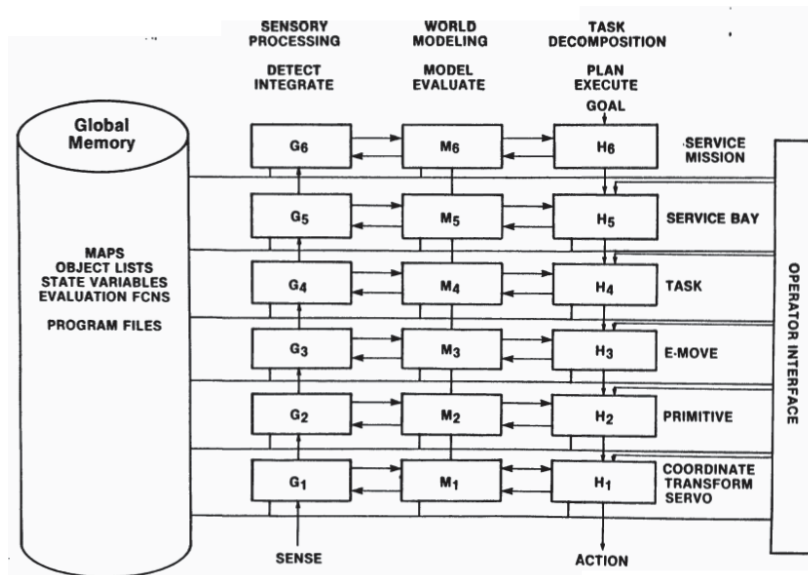 SENSORY
PROCESSING
WORLD
MODELING
TASK
DECOMPOSITION
DETECT
INTEGRATE
MODEL
EVALUATE
PLAN
EXECUTE
GOAL
Global
Memory
MAPS
OBJECT LISTS
STATE VARIABLES
EVALUATION FCNS
PROGRAM FILES
G6
M6
H6
SERVICE
MISSION
G5
M5
H5
SERVICE BAY
G4
M4
H4
TASK
G3
M3
H3
E-MOVE
G2
M2
H2
PRIMITIVE
G1
M1
H1
COORDINATE
TRANSFORM
SERVO
OPERATOR INTERFACE
SENSE
ACTION